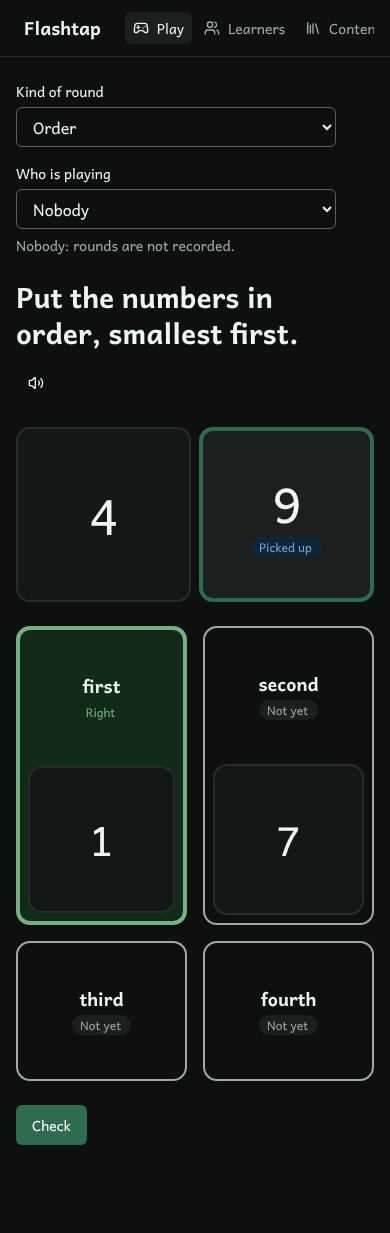 Flashtap
Play
Learners
Conten
Kind of round
Order
Who is playing
Nobody
Nobody: rounds are not recorded.
Put the numbers in
order, smallest first.
4
9
Picked up
first
Right
1
second
Not yet
7
third
Not yet
fourth
Not yet
Check